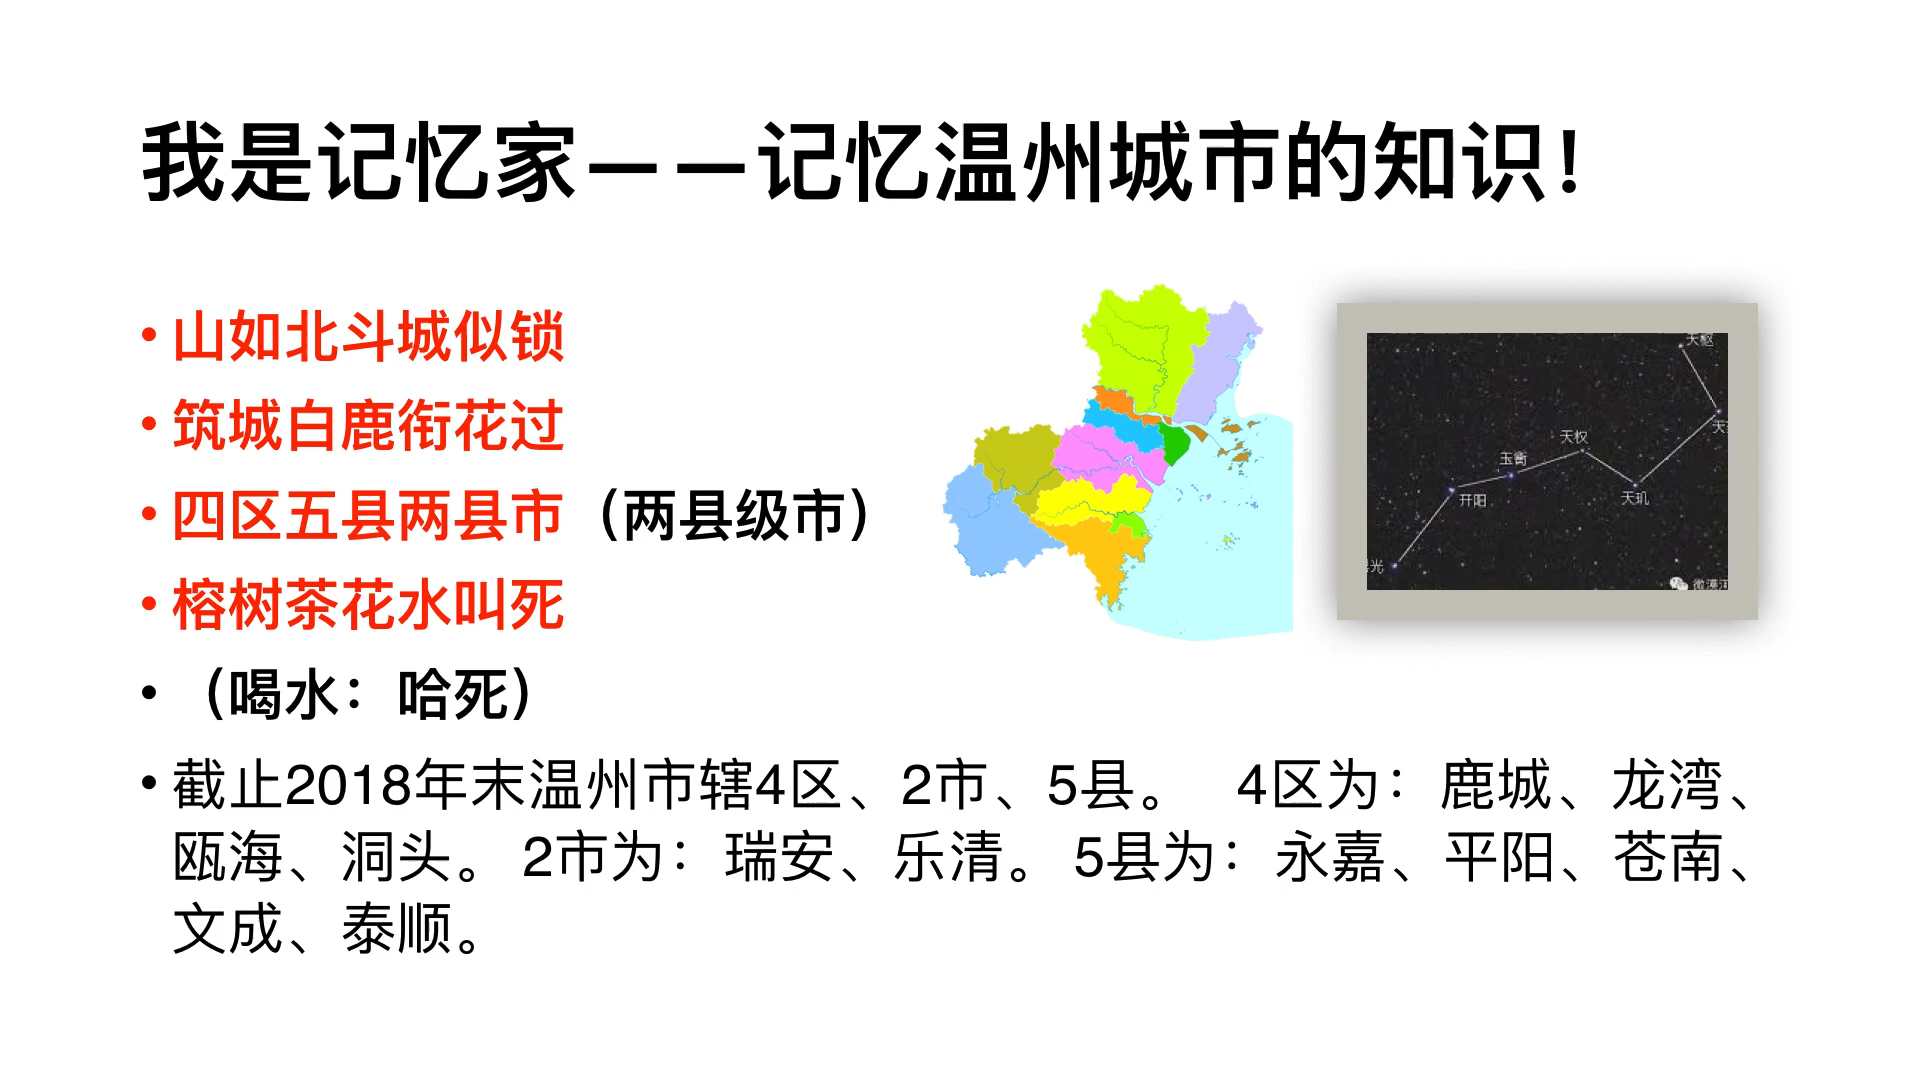 我是记忆家——记忆温州城市的知识！
• 山如北斗城似锁
• 筑城白鹿衔花过
• 四区五县两县市（两县级市）
• 榕树茶花水叫死
• （喝水：哈死）
• 截止2018年末温州市辖4区、2市、5县。 4区为：鹿城、龙湾、
瓯海、洞头。 2市为：瑞安、乐清。 5县为：永嘉、平阳、苍南、
文成、泰顺。
天枢
天权
玉衡
天玑
开阳
光